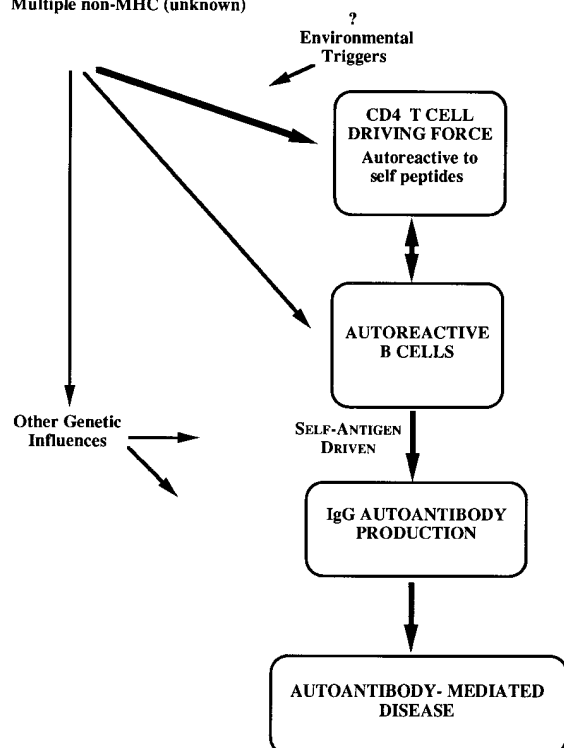 Multiple non-MHC (unknown)
?
Environmental
Triggers
CD4 T CELL
DRIVING FORCE
Autoreactive to
self peptides
AUTOREACTIVE
B CELLS
Other Genetic
Influences
SELF-ANTIGEN
DRIVEN
IgG AUTOANTIBODY
PRODUCTION
AUTOANTIBODY- MEDIATED
DISEASE